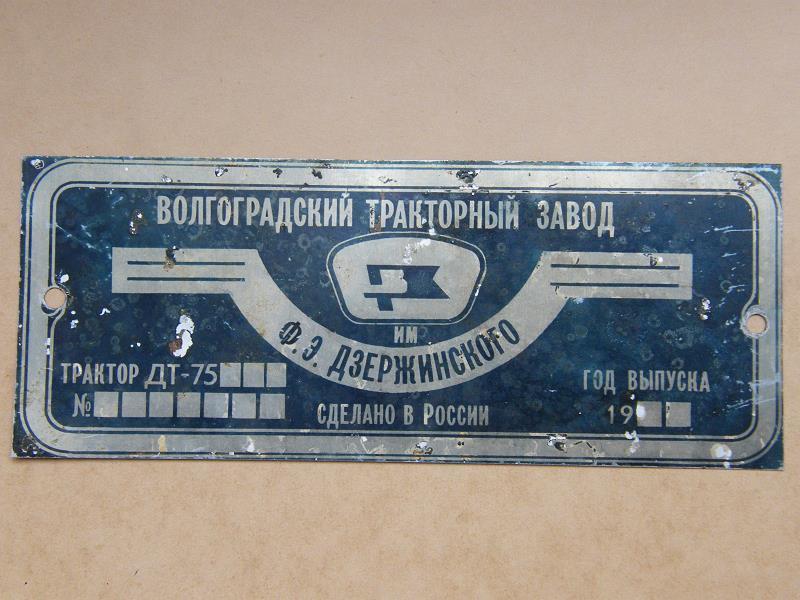 ВОЛГОГРАДСКИЙ ТРАКТОРНЫЙ ЗАВОД
ИМ
Ф. Э. ДЗЕРЖИНСКОГО
ТРАКТОР ДТ-75
№
СДЕЛАНО В РОССИИ
ГОД ВЫПУСКА
19